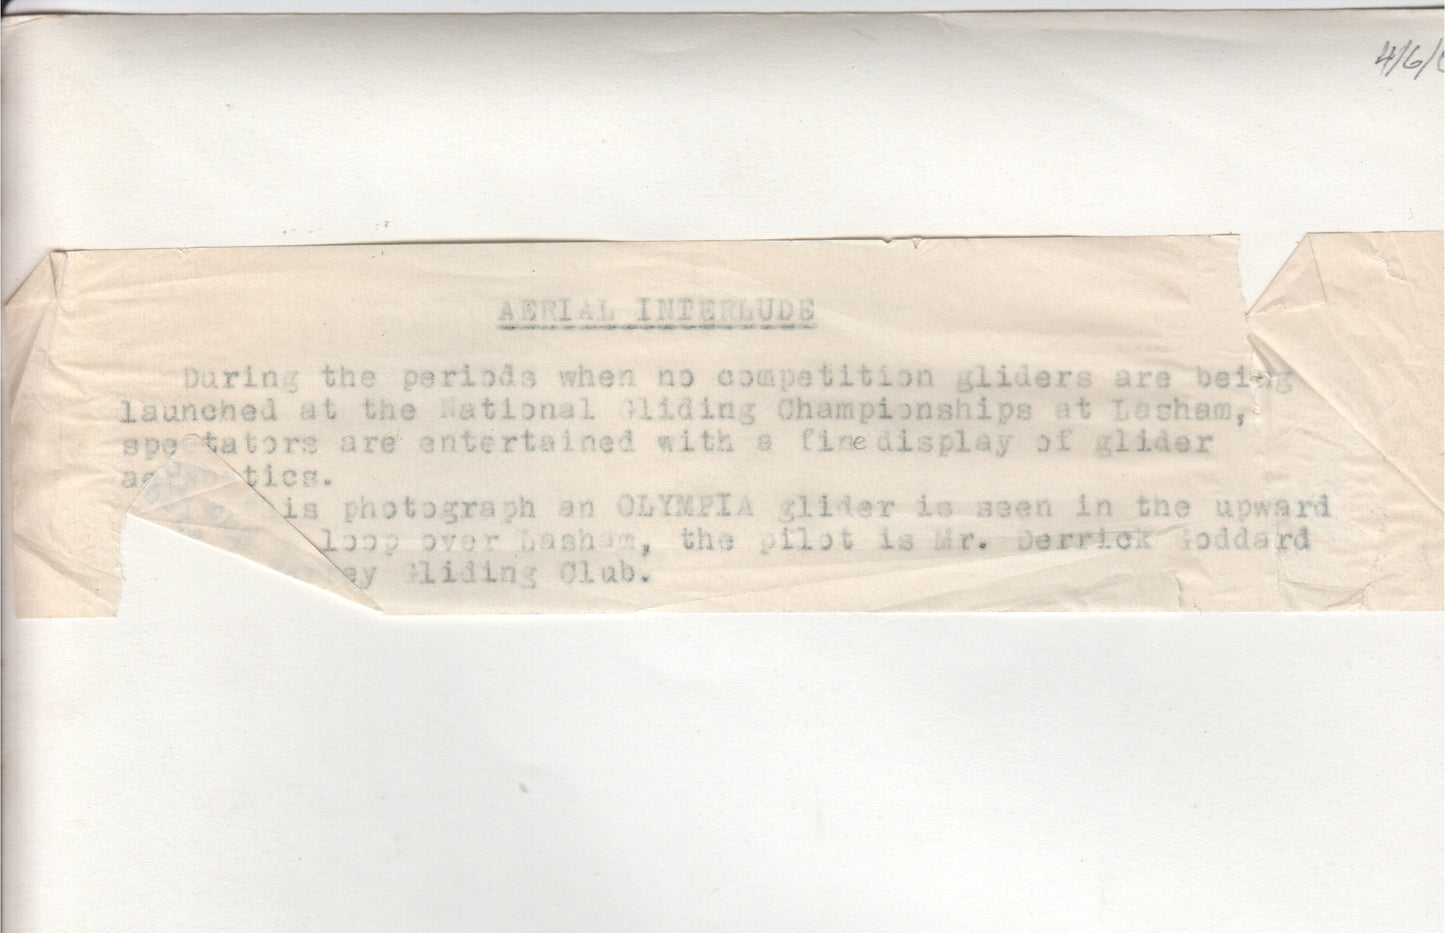 4/6/
AERIAL INTERLUDE
During the periods when no competition gliders are being
launched at the National Gliding Championships at Lasham,
spectators are entertained with a fine display of glider
tics.
is photograph an OLYMPIA glider is seen in the upward
loop over Lasham, the pilot is Mr. Derrick Goddard
Gliding Club.